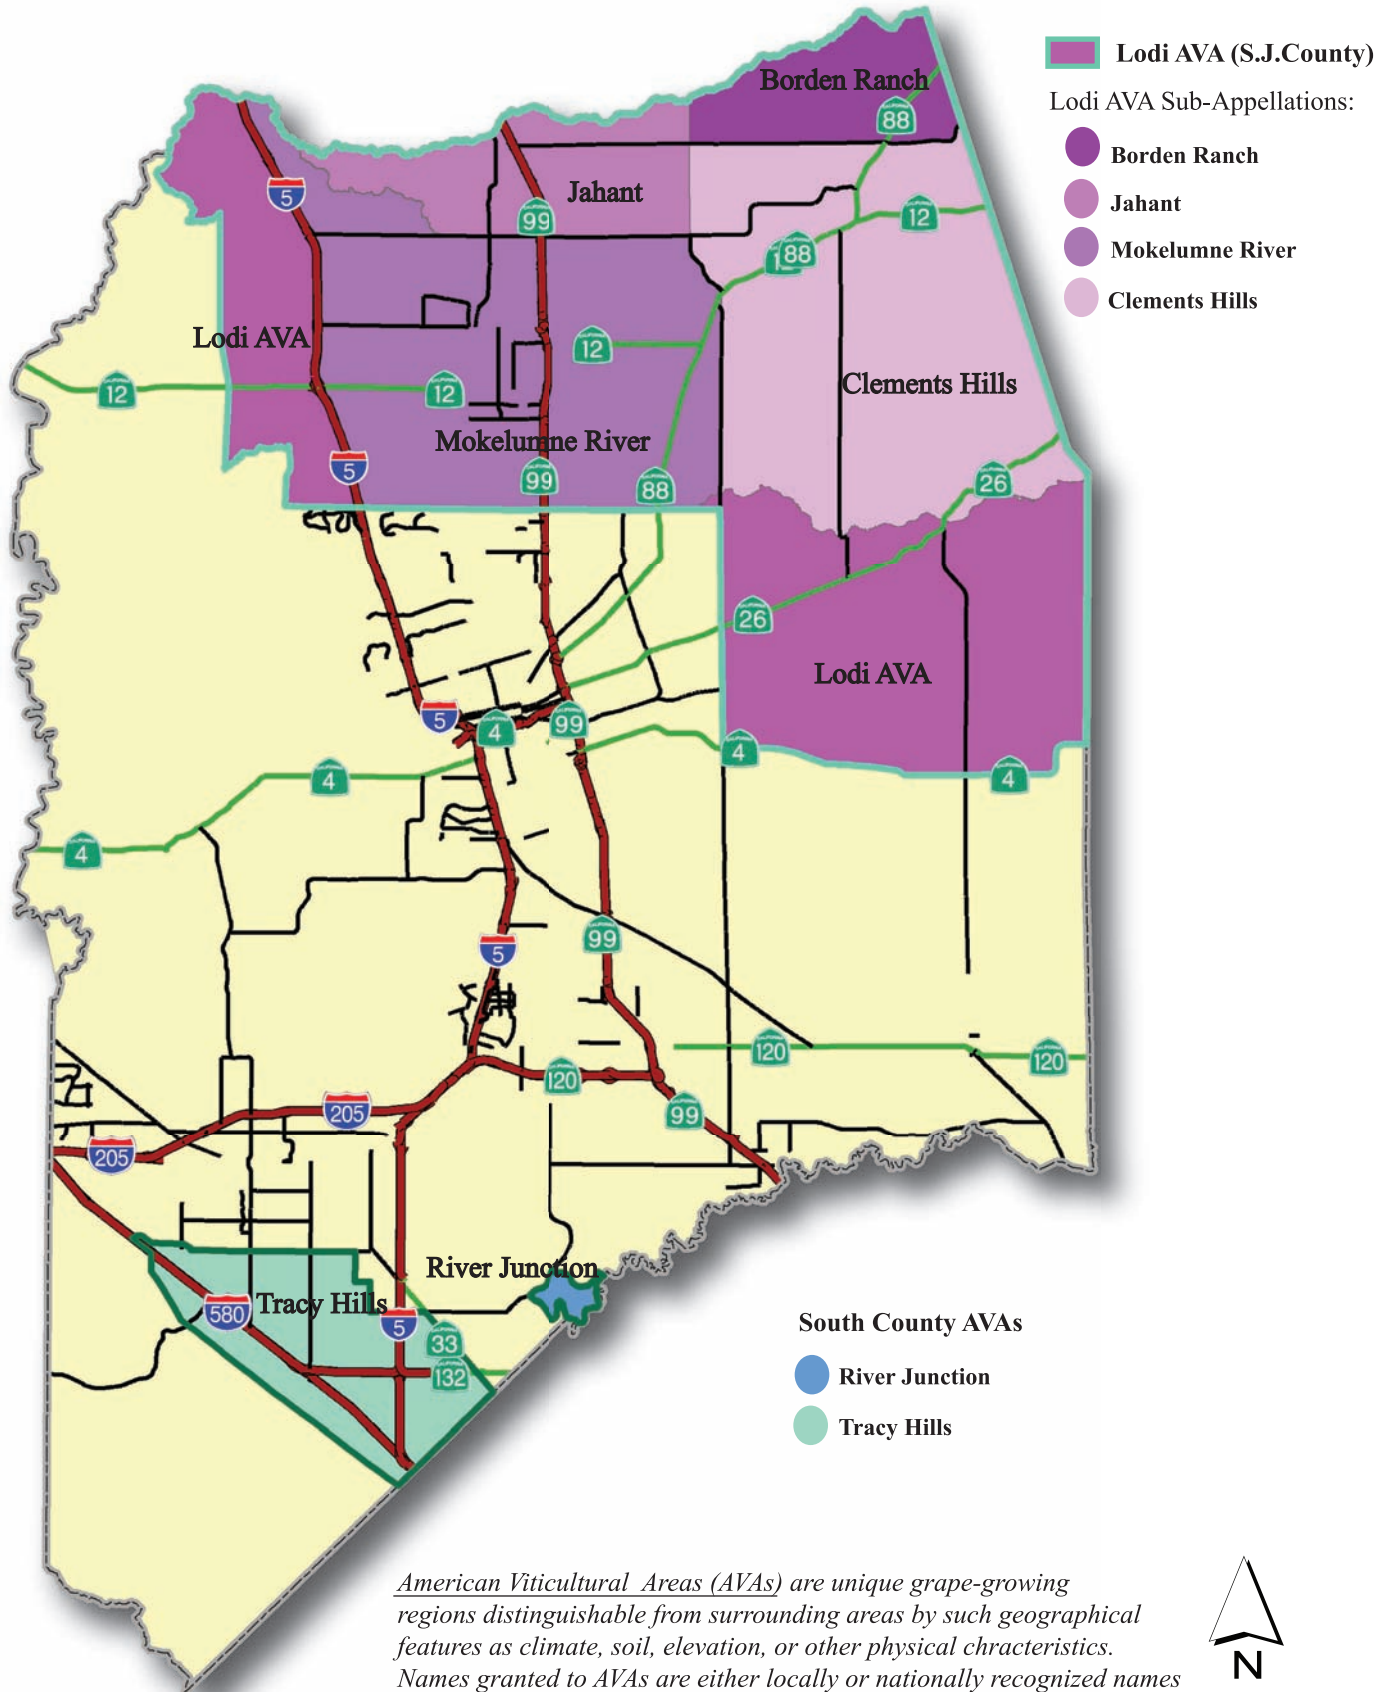 Borden Ranch
88
Lodi AVA (S.J.County)
Lodi AVA Sub-Appellations:
Borden Ranch
Jahant
Mokelumne River
Clements Hills
5
Jahant
99
12
88
Lodi AVA
12
12
12
Clements Hills
Mokelumne River
5
99
88
26
26
Lodi AVA
5
4
99
4
4
4
4
99
5
120
120
120
205
99
205
River Junction
580
Tracy Hills
5
33
132
South County AVAs
River Junction
Tracy Hills
American Viticultural Areas (AVAs) are unique grape-growing
regions distinguishable from surrounding areas by such geographical
features as climate, soil, elevation, or other physical chracteristics.
Names granted to AVAs are either locally or nationally recognized names
N